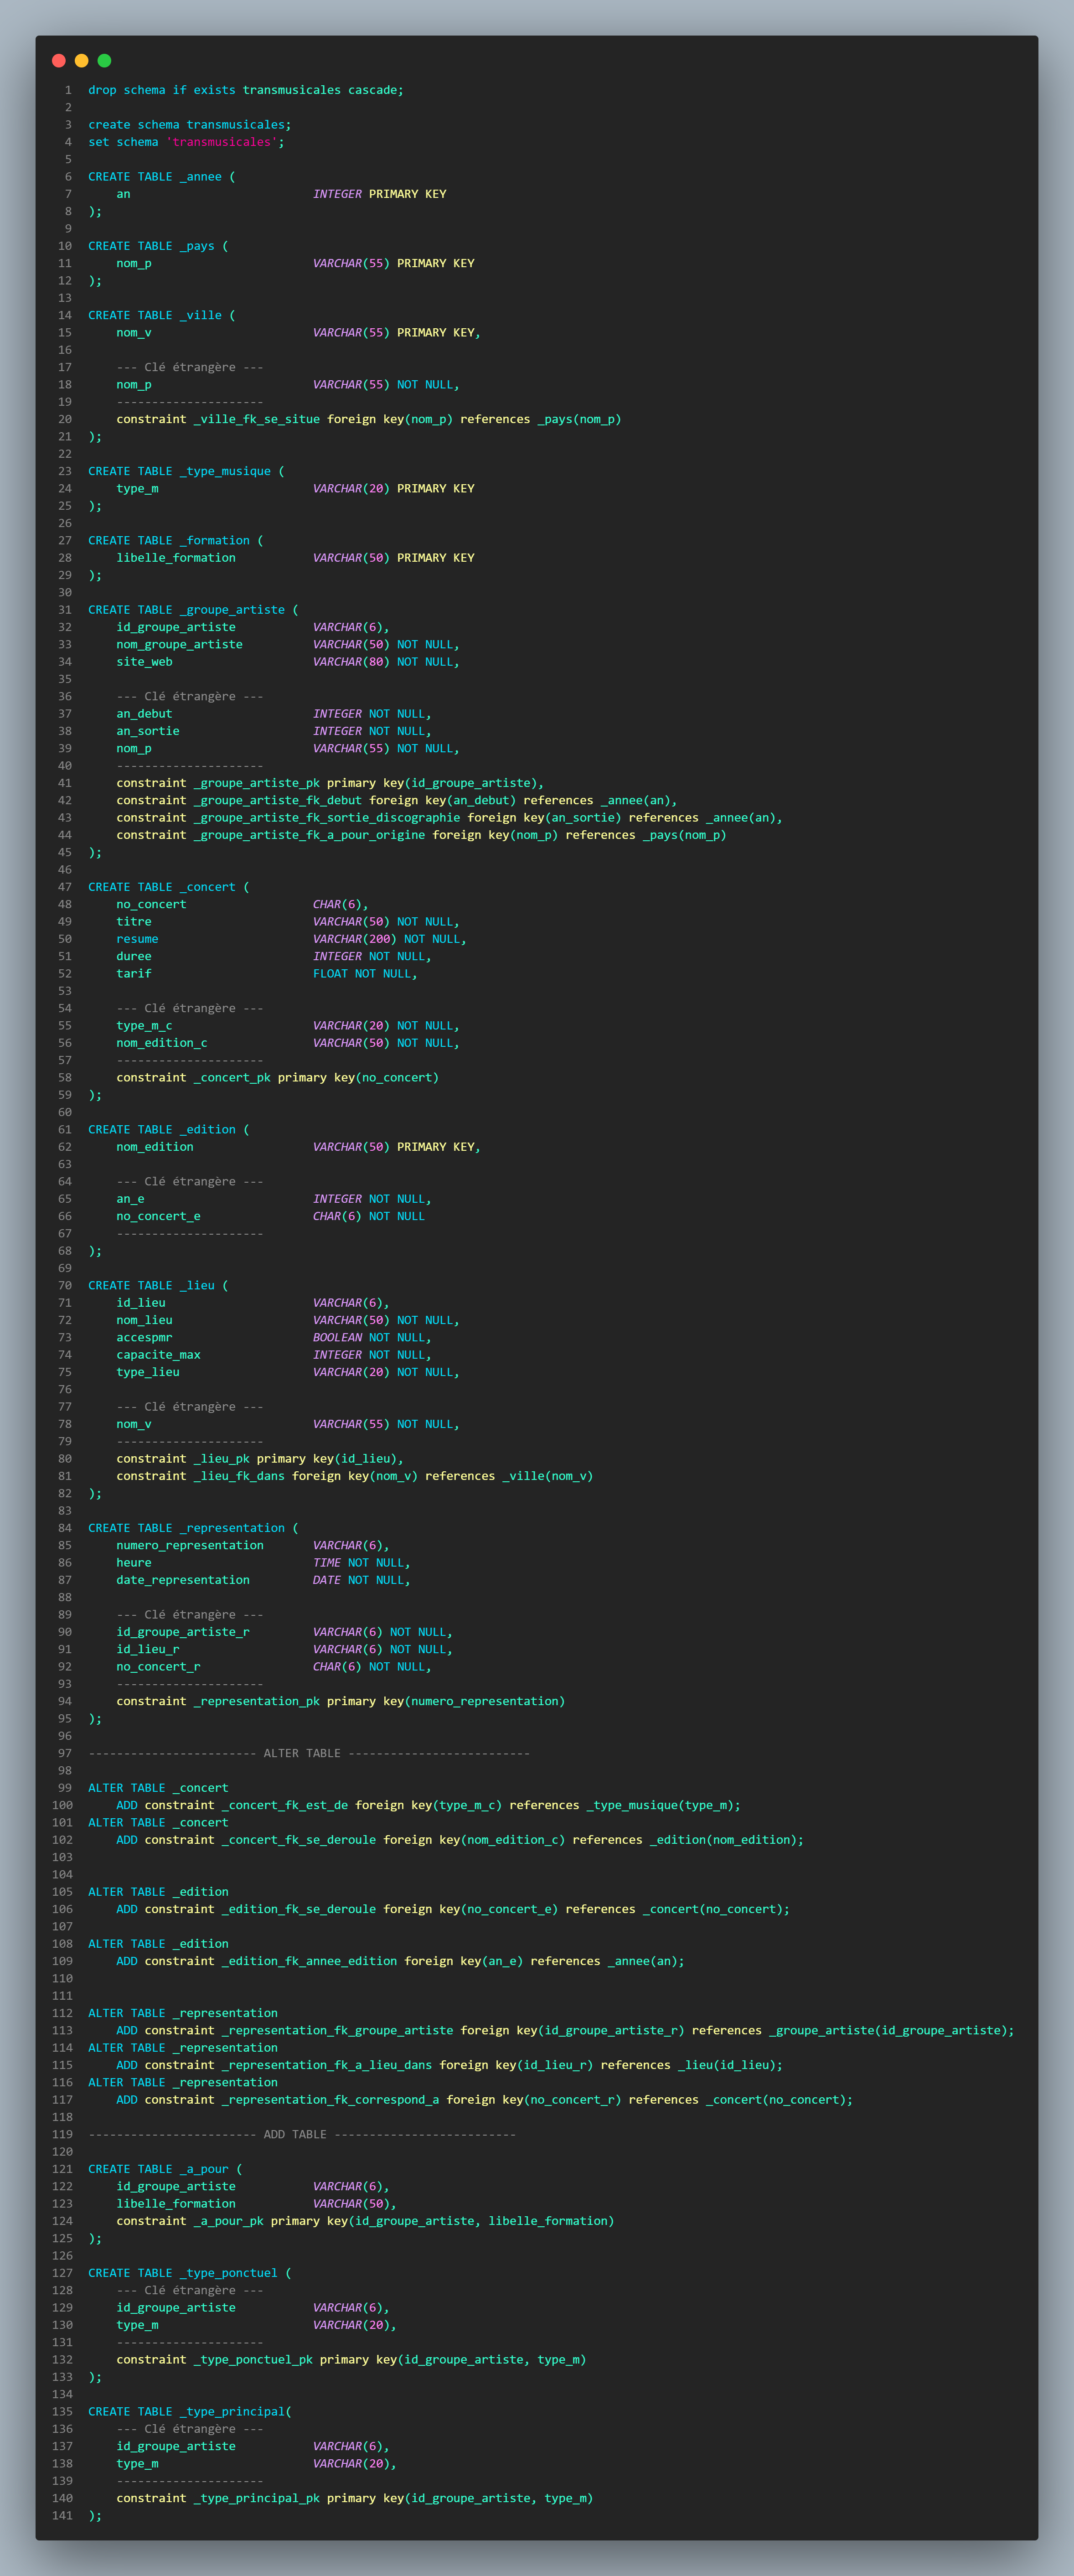 1 drop schema if exists transmusicales cascade;
2
3 create schema transmusicales;
4 set schema 'transmusicales';
5
6 CREATE TABLE _annee (
7     an                          INTEGER PRIMARY KEY
8 );
9
10 CREATE TABLE _pays (
11     nom_p                       VARCHAR(55) PRIMARY KEY
12 );
13
14 CREATE TABLE _ville (
15     nom_v                       VARCHAR(55) PRIMARY KEY,
16
17     --- Clé étrangère ---
18     nom_p                       VARCHAR(55) NOT NULL,
19     ---------------------
20     constraint _ville_fk_se_situe foreign key(nom_p) references _pays(nom_p)
21 );
22
23 CREATE TABLE _type_musique (
24     type_m                      VARCHAR(20) PRIMARY KEY
25 );
26
27 CREATE TABLE _formation (
28     libelle_formation           VARCHAR(50) PRIMARY KEY
29 );
30
31 CREATE TABLE _groupe_artiste (
32     id_groupe_artiste           VARCHAR(6),
33     nom_groupe_artiste          VARCHAR(50) NOT NULL,
34     site_web                    VARCHAR(80) NOT NULL,
35
36     --- Clé étrangère ---
37     an_debut                    INTEGER NOT NULL,
38     an_sortie                   INTEGER NOT NULL,
39     nom_p                       VARCHAR(55) NOT NULL,
40     ---------------------
41     constraint _groupe_artiste_pk primary key(id_groupe_artiste),
42     constraint _groupe_artiste_fk_debut foreign key(an_debut) references _annee(an),
43     constraint _groupe_artiste_fk_sortie_discographie foreign key(an_sortie) references _annee(an),
44     constraint _groupe_artiste_fk_a_pour_origine foreign key(nom_p) references _pays(nom_p)
45 );
46
47 CREATE TABLE _concert (
48     no_concert                  CHAR(6),
49     titre                       VARCHAR(50) NOT NULL,
50     resume                      VARCHAR(200) NOT NULL,
51     duree                       INTEGER NOT NULL,
52     tarif                       FLOAT NOT NULL,
53
54     --- Clé étrangère ---
55     type_m_c                    VARCHAR(20) NOT NULL,
56     nom_edition_c               VARCHAR(50) NOT NULL,
57     ---------------------
58     constraint _concert_pk primary key(no_concert)
59 );
60
61 CREATE TABLE _edition (
62     nom_edition                 VARCHAR(50) PRIMARY KEY,
63
64     --- Clé étrangère ---
65     an_e                        INTEGER NOT NULL,
66     no_concert_e                CHAR(6) NOT NULL
67     ---------------------
68 );
69
70 CREATE TABLE _lieu (
71     id_lieu                     VARCHAR(6),
72     nom_lieu                    VARCHAR(50) NOT NULL,
73     accespmr                    BOOLEAN NOT NULL,
74     capacite_max                INTEGER NOT NULL,
75     type_lieu                   VARCHAR(20) NOT NULL,
76
77     --- Clé étrangère ---
78     nom_v                       VARCHAR(55) NOT NULL,
79     ---------------------
80     constraint _lieu_pk primary key(id_lieu),
81     constraint _lieu_fk_dans foreign key(nom_v) references _ville(nom_v)
82 );
83
84 CREATE TABLE _representation (
85     numero_representation       VARCHAR(6),
86     heure                       TIME NOT NULL,
87     date_representation         DATE NOT NULL,
88
89     --- Clé étrangère ---
90     id_groupe_artiste_r         VARCHAR(6) NOT NULL,
91     id_lieu_r                   VARCHAR(6) NOT NULL,
92     no_concert_r                CHAR(6) NOT NULL,
93     ---------------------
94     constraint _representation_pk primary key(numero_representation)
95 );
96
97 ------------------------ ALTER TABLE --------------------------
98
99 ALTER TABLE _concert
100     ADD constraint _concert_fk_est_de foreign key(type_m_c) references _type_musique(type_m);
101 ALTER TABLE _concert
102     ADD constraint _concert_fk_se_deroule foreign key(nom_edition_c) references _edition(nom_edition);
103
104
105 ALTER TABLE _edition
106     ADD constraint _edition_fk_se_deroule foreign key(no_concert_e) references _concert(no_concert);
107
108 ALTER TABLE _edition
109     ADD constraint _edition_fk_annee_edition foreign key(an_e) references _annee(an);
110
111
112 ALTER TABLE _representation
113     ADD constraint _representation_fk_groupe_artiste foreign key(id_groupe_artiste_r) references _groupe_artiste(id_groupe_artiste);
114 ALTER TABLE _representation
115     ADD constraint _representation_fk_a_lieu_dans foreign key(id_lieu_r) references _lieu(id_lieu);
116 ALTER TABLE _representation
117     ADD constraint _representation_fk_correspond_a foreign key(no_concert_r) references _concert(no_concert);
118
119 ------------------------ ADD TABLE --------------------------
120
121 CREATE TABLE _a_pour (
122     id_groupe_artiste           VARCHAR(6),
123     libelle_formation           VARCHAR(50),
124     constraint _a_pour_pk primary key(id_groupe_artiste, libelle_formation)
125 );
126
127 CREATE TABLE _type_ponctuel (
128     --- Clé étrangère ---
129     id_groupe_artiste           VARCHAR(6),
130     type_m                      VARCHAR(20),
131     ---------------------
132     constraint _type_ponctuel_pk primary key(id_groupe_artiste, type_m)
133 );
134
135 CREATE TABLE _type_principal(
136     --- Clé étrangère ---
137     id_groupe_artiste           VARCHAR(6),
138     type_m                      VARCHAR(20),
139     ---------------------
140     constraint _type_principal_pk primary key(id_groupe_artiste, type_m)
141 );